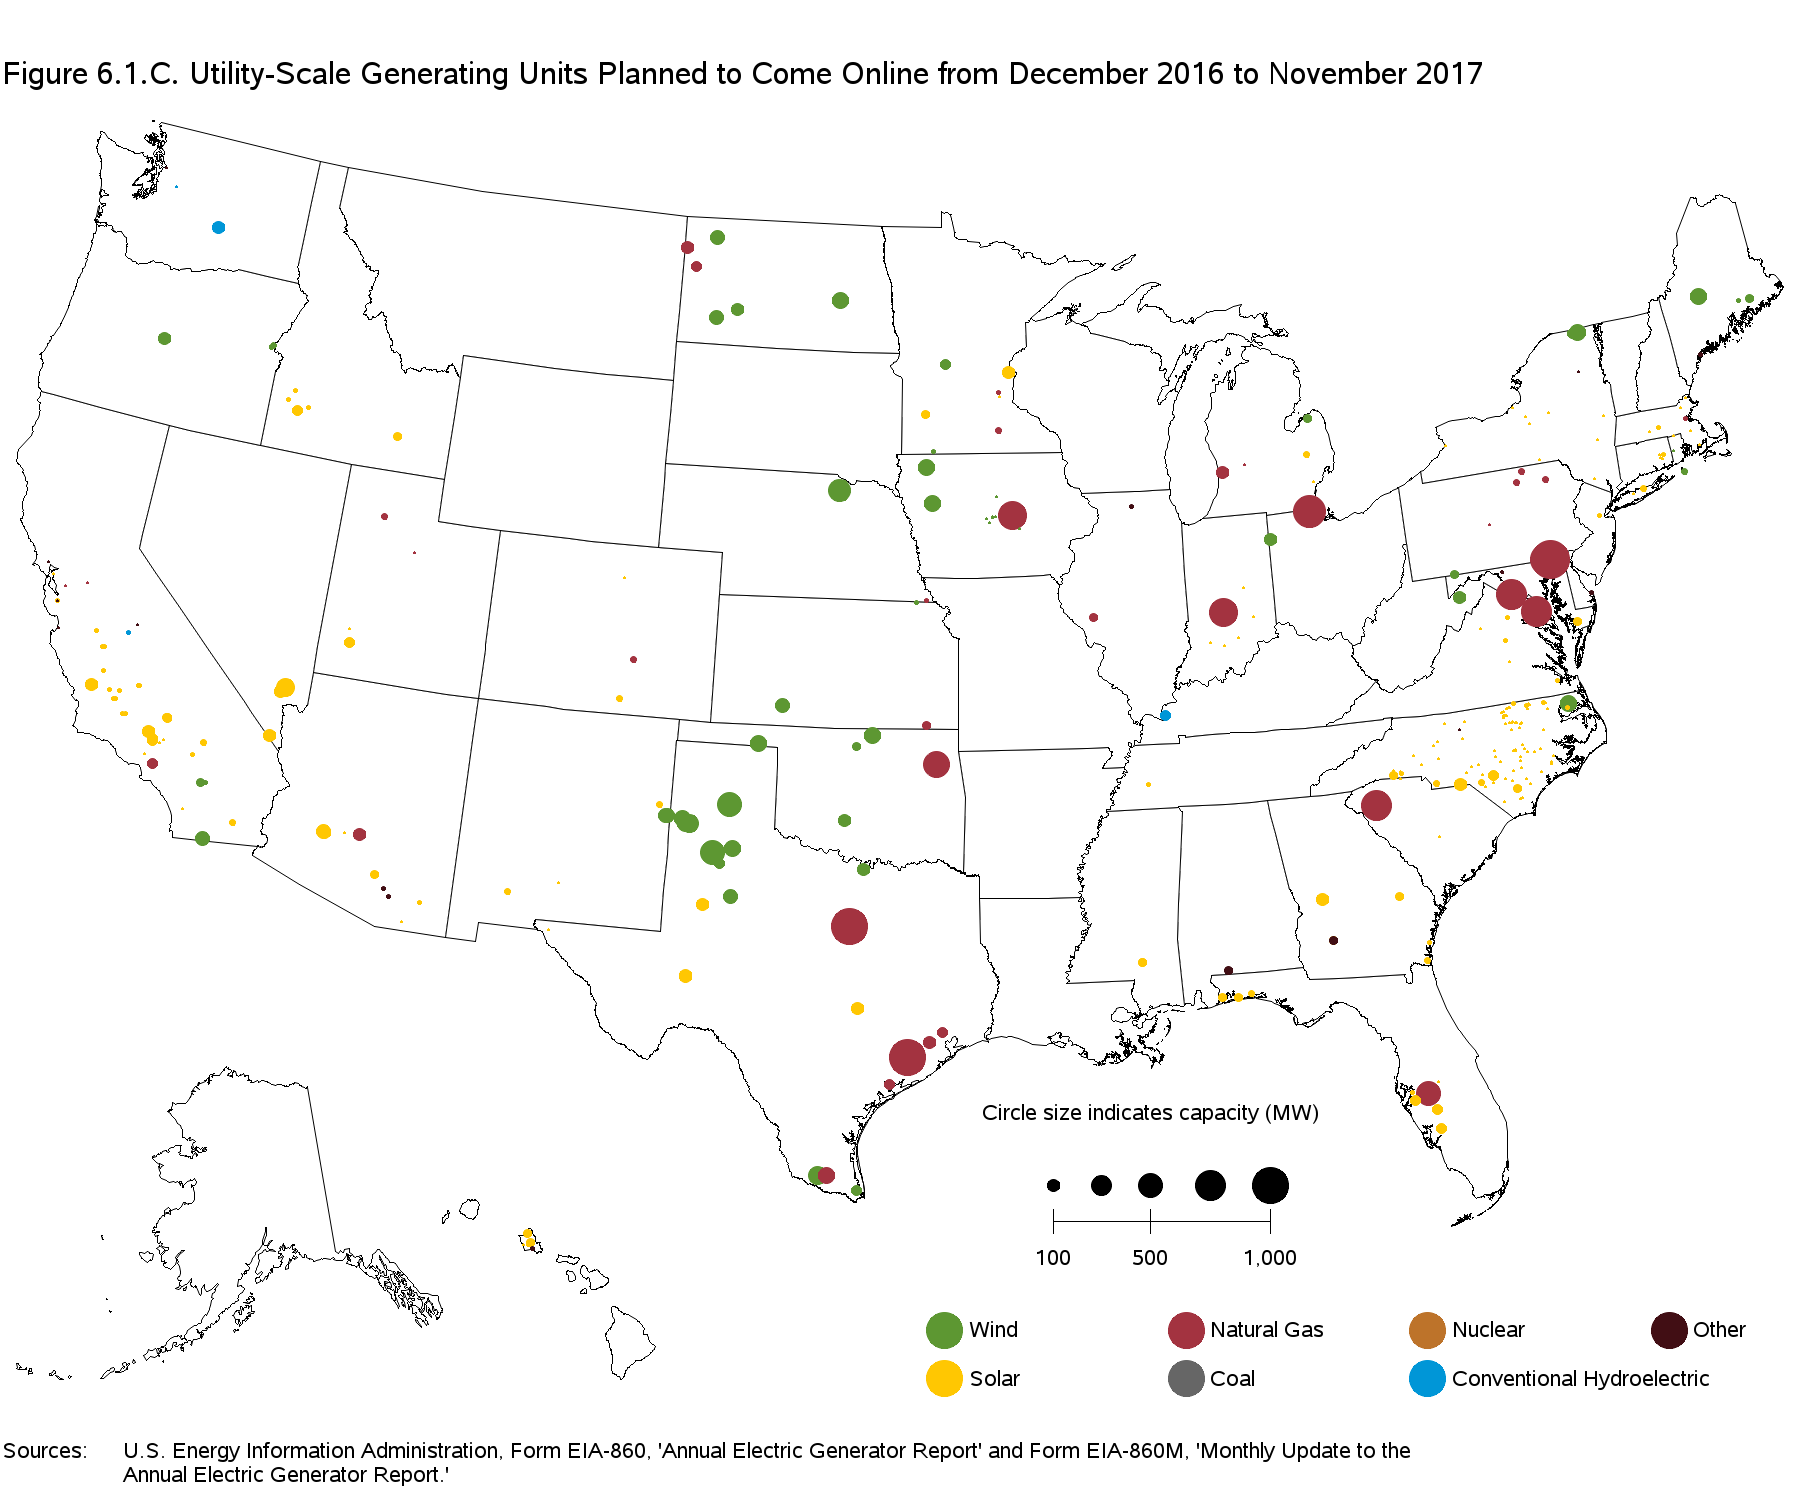 Figure 6.1.C. Utility-Scale Generating Units Planned to Come Online from December 2016 to November 2017
Circle size indicates capacity (MW)
100 500 1,000
Wind Natural Gas Nuclear Other
Solar Coal Conventional Hydroelectric
Sources: U.S. Energy Information Administration, Form EIA-860, 'Annual Electric Generator Report' and Form EIA-860M, 'Monthly Update to the
Annual Electric Generator Report.'